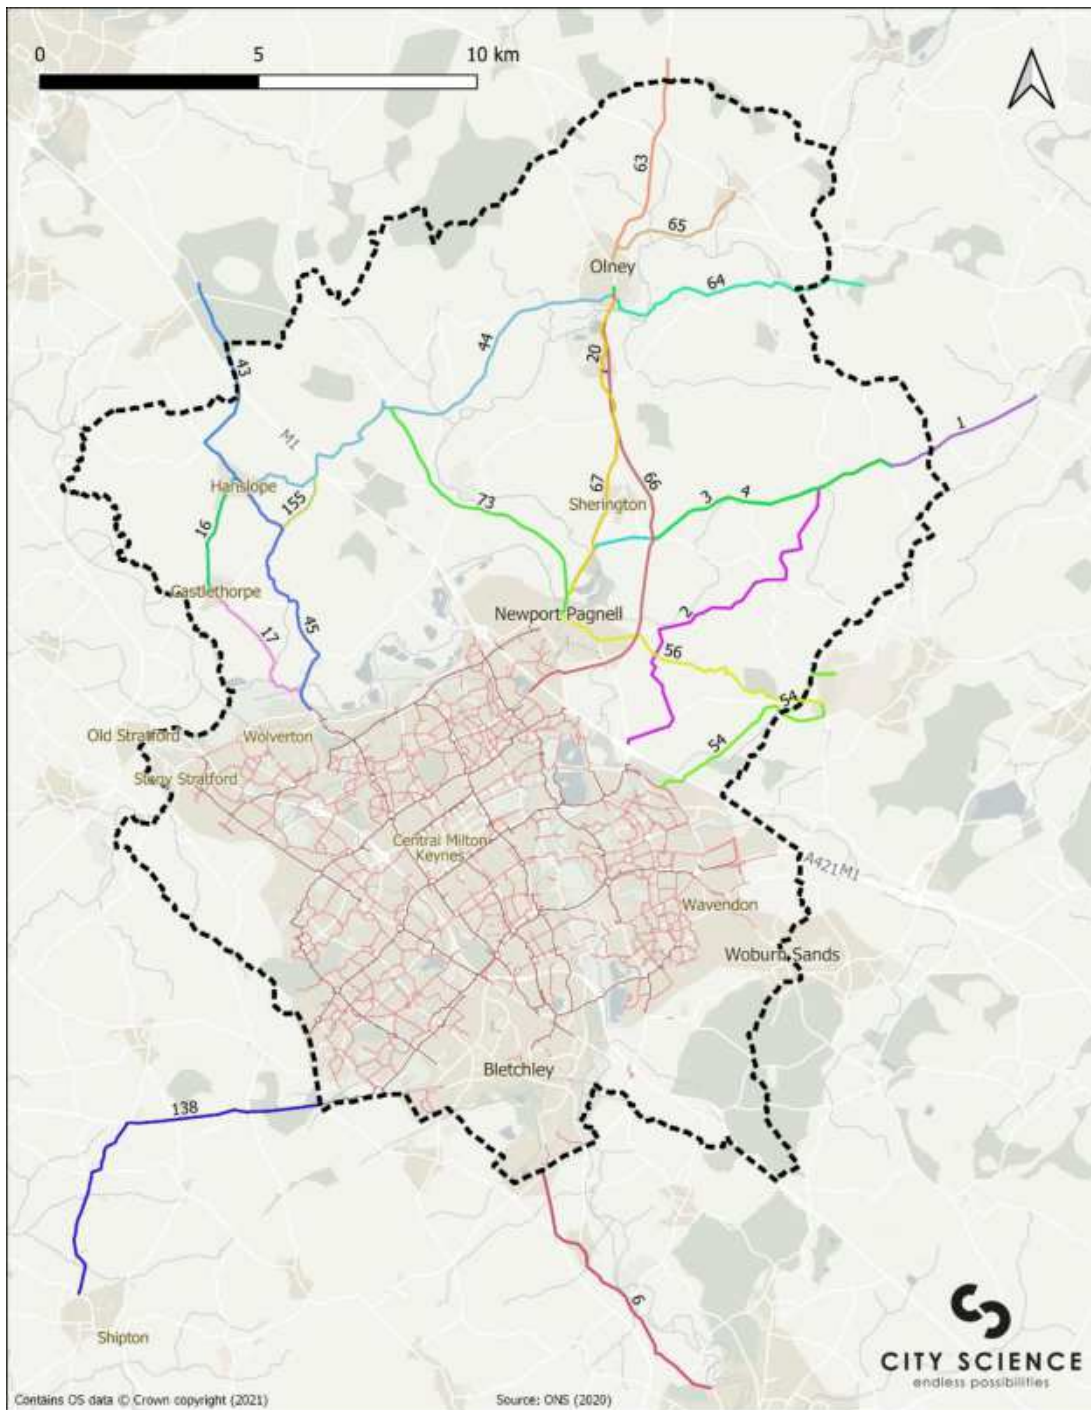 0 5 10 km
63
65
Olney
64
44
20
43
1
M1
Hanslope
155
66
67
Sherington
3
4
73
16
Castlethorpe
Newport Pagnell
2
17
45
56
54
54
Old Stratford
Wolverton
Stony Stratford
Central Milton
Keynes
A421M1
Wavendon
Woburn Sands
Bletchley
138
6
Shipton
CITY SCIENCE
endless possibilities
Contains OS data © Crown copyright (2021)
Source: ONS (2020)